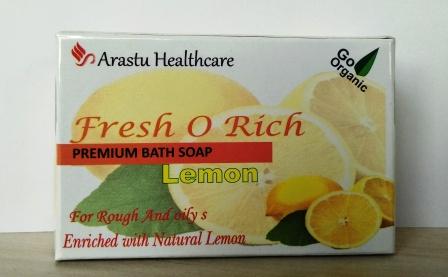 Arastu Healthcare
Go
Organic
Fresh O Rich
PREMIUM BATH SOAP
Lemon
For Rough And oily s
Enriched with Natural Lemon